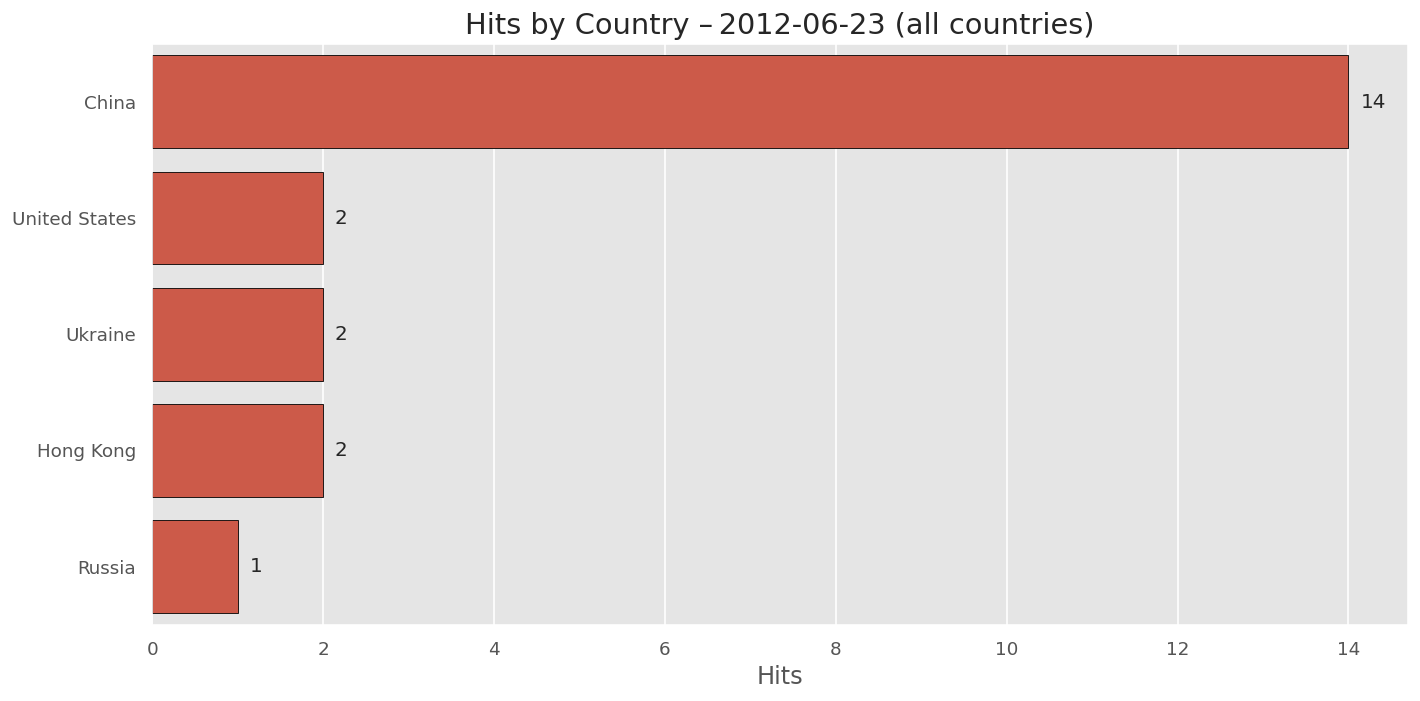 Hits by Country – 2012-06-23 (all countries)
China 14
United States 2
Ukraine 2
Hong Kong 2
Russia 1
0 2 4 6 8 10 12 14
Hits